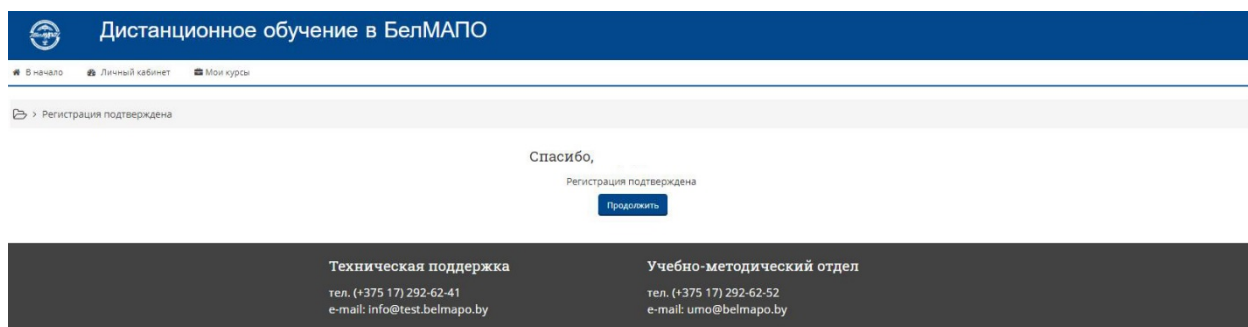 Дистанционное обучение в БелМАПО
В начало Личный кабинет Мои курсы
> Регистрация подтверждена
Спасибо,
Регистрация подтверждена
Продолжить
Техническая поддержка
тел. (+375 17) 292-62-41
e-mail: info@test.belmapo.by
Учебно-методический отдел
тел. (+375 17) 292-62-52
e-mail: umo@belmapo.by